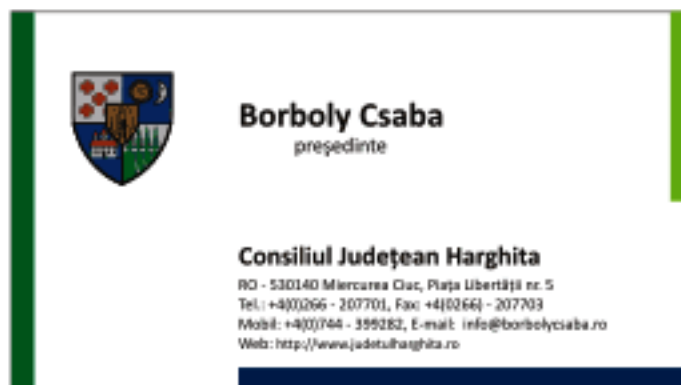 Borboly Csaba
președinte
Consiliul Județean Harghita
RO - 530140 Miercurea Ciuc, Piața Libertății nr. 5
Tel.: +4(0)266 - 207701, Fax: +4(0266) - 207703
Mobil: +4(0)744 - 399282, E-mail: info@borbolycsaba.ro
Web: http://www.judetulharghita.ro